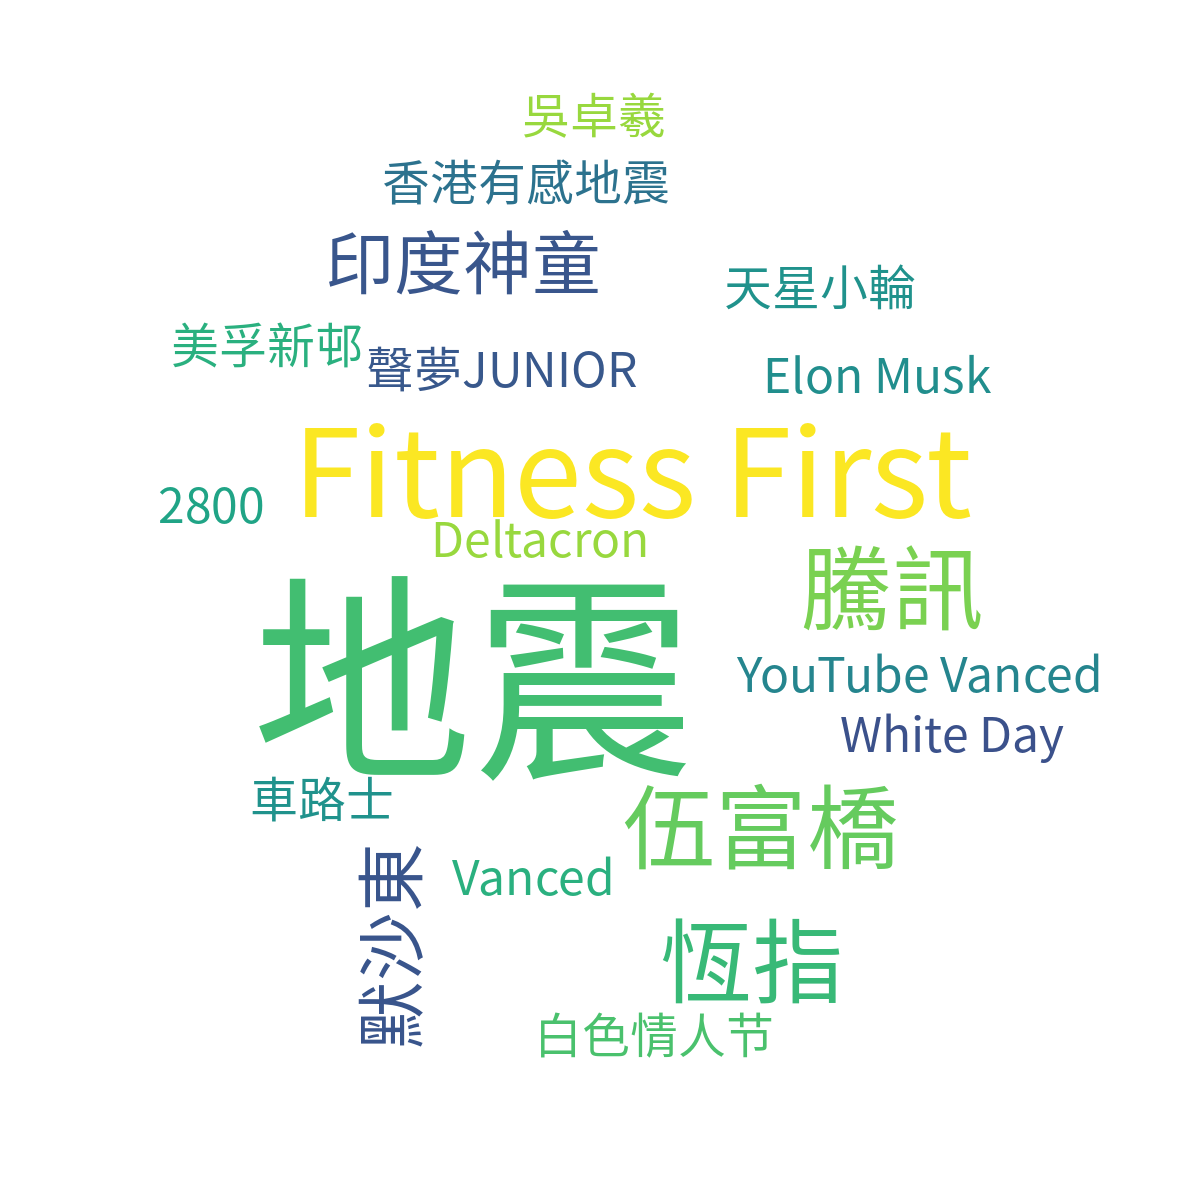 吳卓羲
香港有感地震
印度神童
天星小輪
美孚新邨
聲夢JUNIOR
Elon Musk
Fitness First
2800
Deltacron
騰訊
地震
YouTube Vanced
White Day
車路士
伍富橋
默沙東
Vanced
恆指
白色情人节